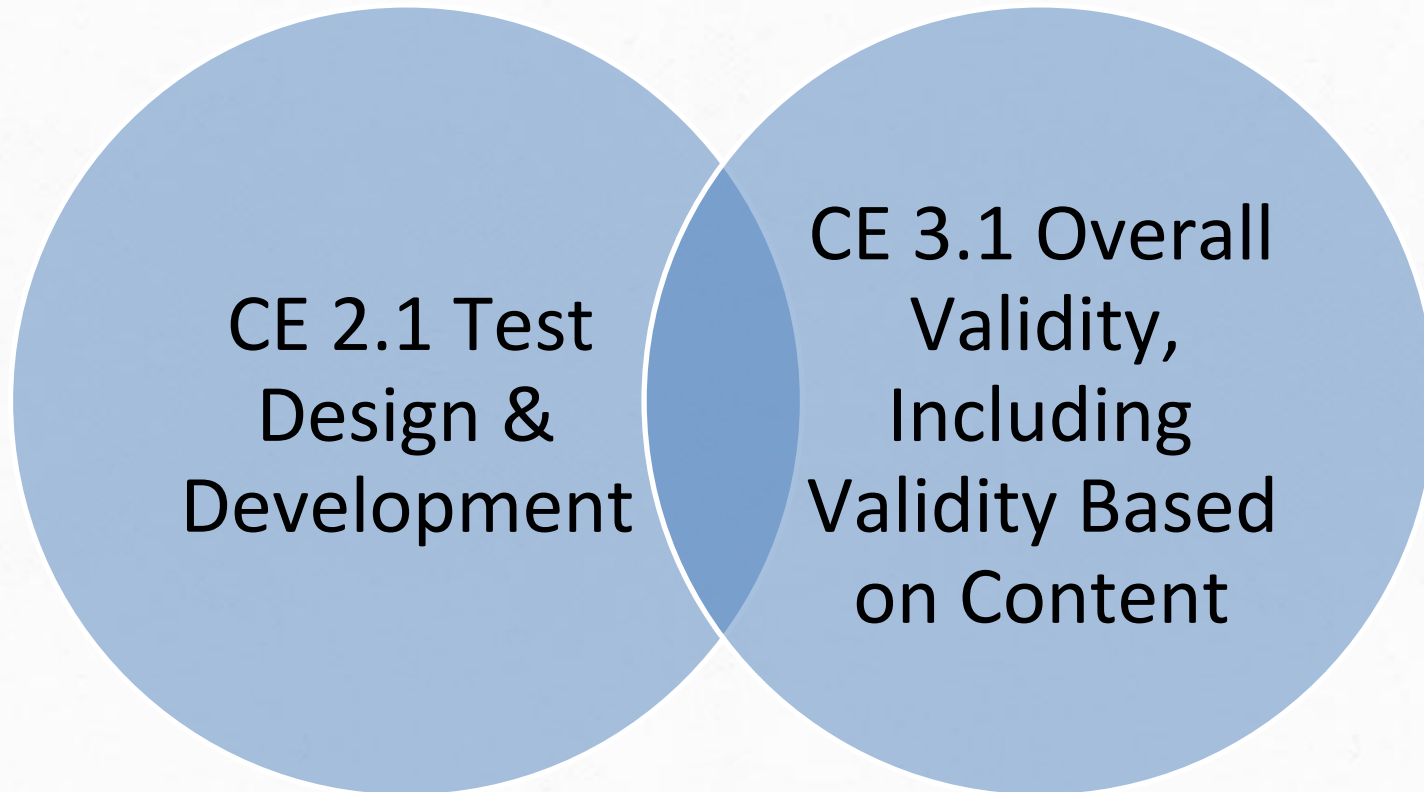 CE 2.1 Test
Design &
Development
CE 3.1 Overall
Validity,
Including
Validity Based
on Content